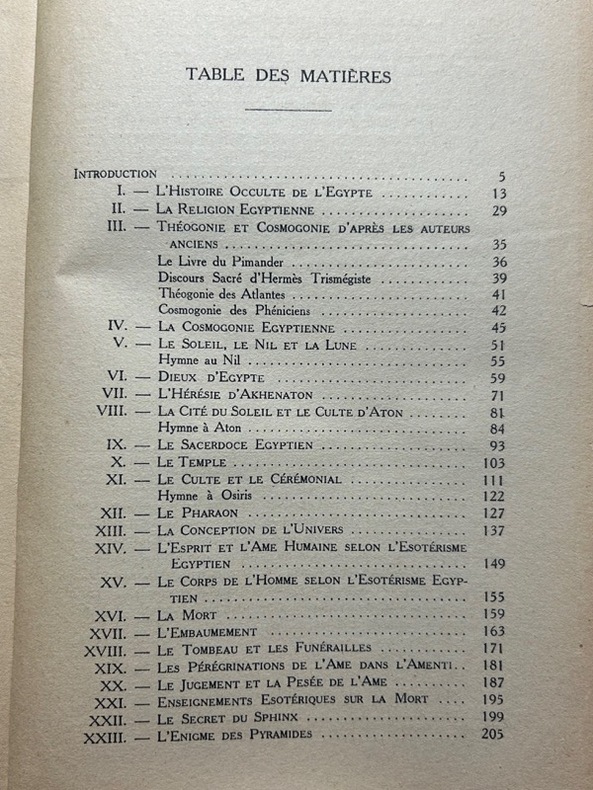 TABLE DES MATIÈRES
INTRODUCTION .............................. 5
I. — L'HISTOIRE OCCULTE DE L'EGYPTE ............ 13
II. — LA RELIGION EGYPTIENNE ................... 29
III. — THÉOGONIE ET COSMOGONIE D'APRÈS LES AUTEURS
ANCIENS .............................. 35
Le Livre du Pimander ...................... 36
Discours Sacré d'Hermès Trismégiste ............ 39
Théogonie des Atlantes ...................... 41
Cosmogonie des Phéniciens .................. 42
IV. — LA COSMOGONIE EGYPTIENNE ............... 45
V. — LE SOLEIL, LE NIL ET LA LUNE ............... 51
Hymne au Nil ........................... 55
VI. — DIEUX D'EGYPTE ........................ 59
VII. — L'HÉRÉSIE D'AKHENATON .................. 71
VIII. — LA CITÉ DU SOLEIL ET LE CULTE D'ATON ........ 81
Hymne à Aton ........................... 84
IX. — LE SACERDOCE EGYPTIEN ................... 93
X. — LE TEMPLE ............................ 103
XI. — LE CULTE ET LE CÉRÉMONIAL ............... 111
Hymne à Osiris ......................... 122
XII. — LE PHARAON ........................... 127
XIII. — LA CONCEPTION DE L'UNIVERS ............... 137
XIV. — L'ESPRIT ET L'AME HUMAINE SELON L'ESOTÉRISME
EGYPTIEN ............................ 149
XV. — LE CORPS DE L'HOMME SELON L'ESOTÉRISME EGYP-
TIEN ................................ 155
XVI. — LA MORT .............................. 159
XVII. — L'EMBAUMEMENT ......................... 163
XVIII. — LE TOMBEAU ET LES FUNÉRAILLES ............ 171
XIX. — LES PÉRÉGRINATIONS DE L'AME DANS L'AMENTI.. 181
XX. — LE JUGEMENT ET LA PESÉE DE L'AME .......... 187
XXI. — ENSEIGNEMENTS ESOTÉRIQUES SUR LA MORT .... 195
XXII. — LE SECRET DU SPHINX .................... 199
XXIII. — L'ENIGME DES PYRAMIDES .................. 205